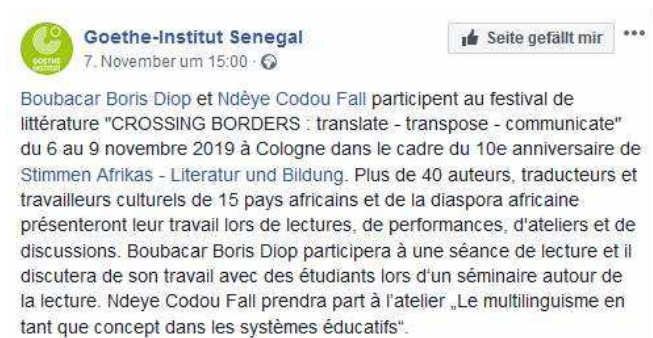 Goethe-Institut Senegal
Seite gefällt mir
7. November um 15:00 ·
Boubacar Boris Diop et Ndèye Codou Fall participent au festival de
littérature "CROSSING BORDERS : translate - transpose - communicate"
du 6 au 9 novembre 2019 à Cologne dans le cadre du 10e anniversaire de
Stimmen Afrikas - Literatur und Bildung. Plus de 40 auteurs, traducteurs et
travailleurs culturels de 15 pays africains et de la diaspora africaine
présenteront leur travail lors de lectures, de performances, d'ateliers et de
discussions. Boubacar Boris Diop participera à une séance de lecture et il
discutera de son travail avec des étudiants lors d'un séminaire autour de
la lecture. Ndeye Codou Fall prendra part à l'atelier „Le multilinguisme en
tant que concept dans les systèmes éducatifs“.